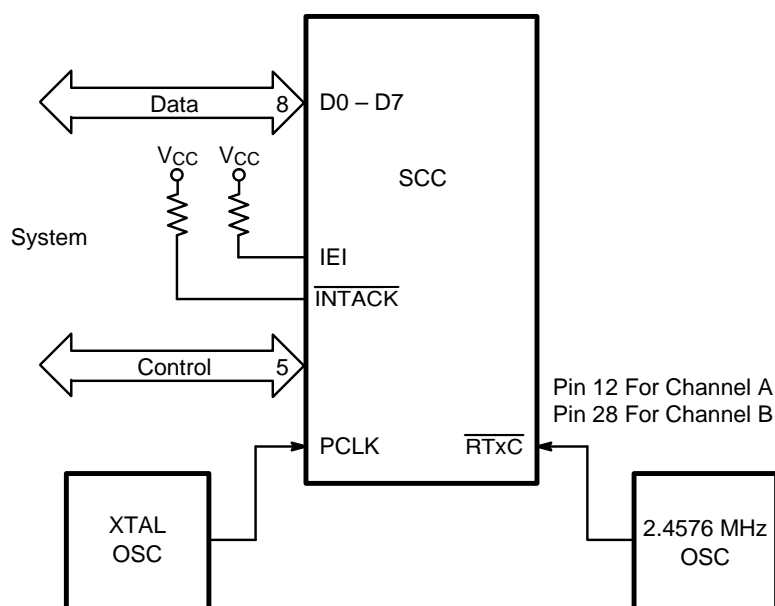 Data 8 D0 – D7
VCC VCC
SCC
System
IEI
INTACK
Control 5
Pin 12 For Channel A
Pin 28 For Channel B
PCLK RTxC
XTAL
OSC
2.4576 MHz
OSC